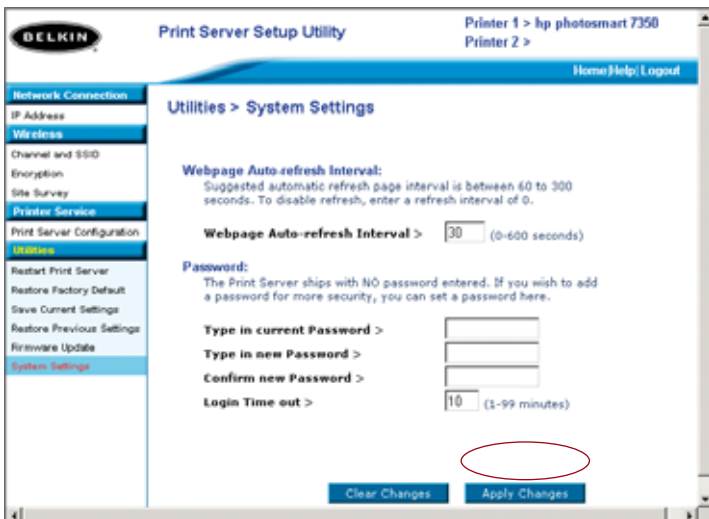 BELKIN
Print Server Setup Utility
Printer 1 > hp photosmart 7350
Printer 2 >
Home|Help|Logout
Network Connection
IP Address
Wireless
Channel and SSID
Encryption
Site Survey
Printer Service
Print Server Configuration
Utilities
Restart Print Server
Restore Factory Default
Save Current Settings
Restore Previous Settings
Firmware Update
System Settings
Utilities > System Settings
Webpage Auto-refresh Interval:
Suggested automatic refresh page interval is between 60 to 300
seconds. To disable refresh, enter a refresh interval of 0.
Webpage Auto-refresh Interval > 30 (0-600 seconds)
Password:
The Print Server ships with NO password entered. If you wish to add
a password for more security, you can set a password here.
Type in current Password >
Type in new Password >
Confirm new Password >
Login Time out > 10 (1-99 minutes)
Clear Changes
Apply Changes